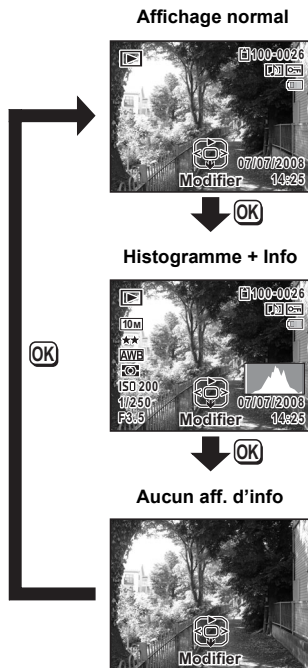 Affichage normal
100-0026
Modifier
07/07/2008
14:25
OK
Histogramme + Info
100-0026
10M
AWB
ISO 200
1/250
F3.5
Modifier
07/07/2008
14:25
OK
OK
Aucun aff. d'info
Modifier